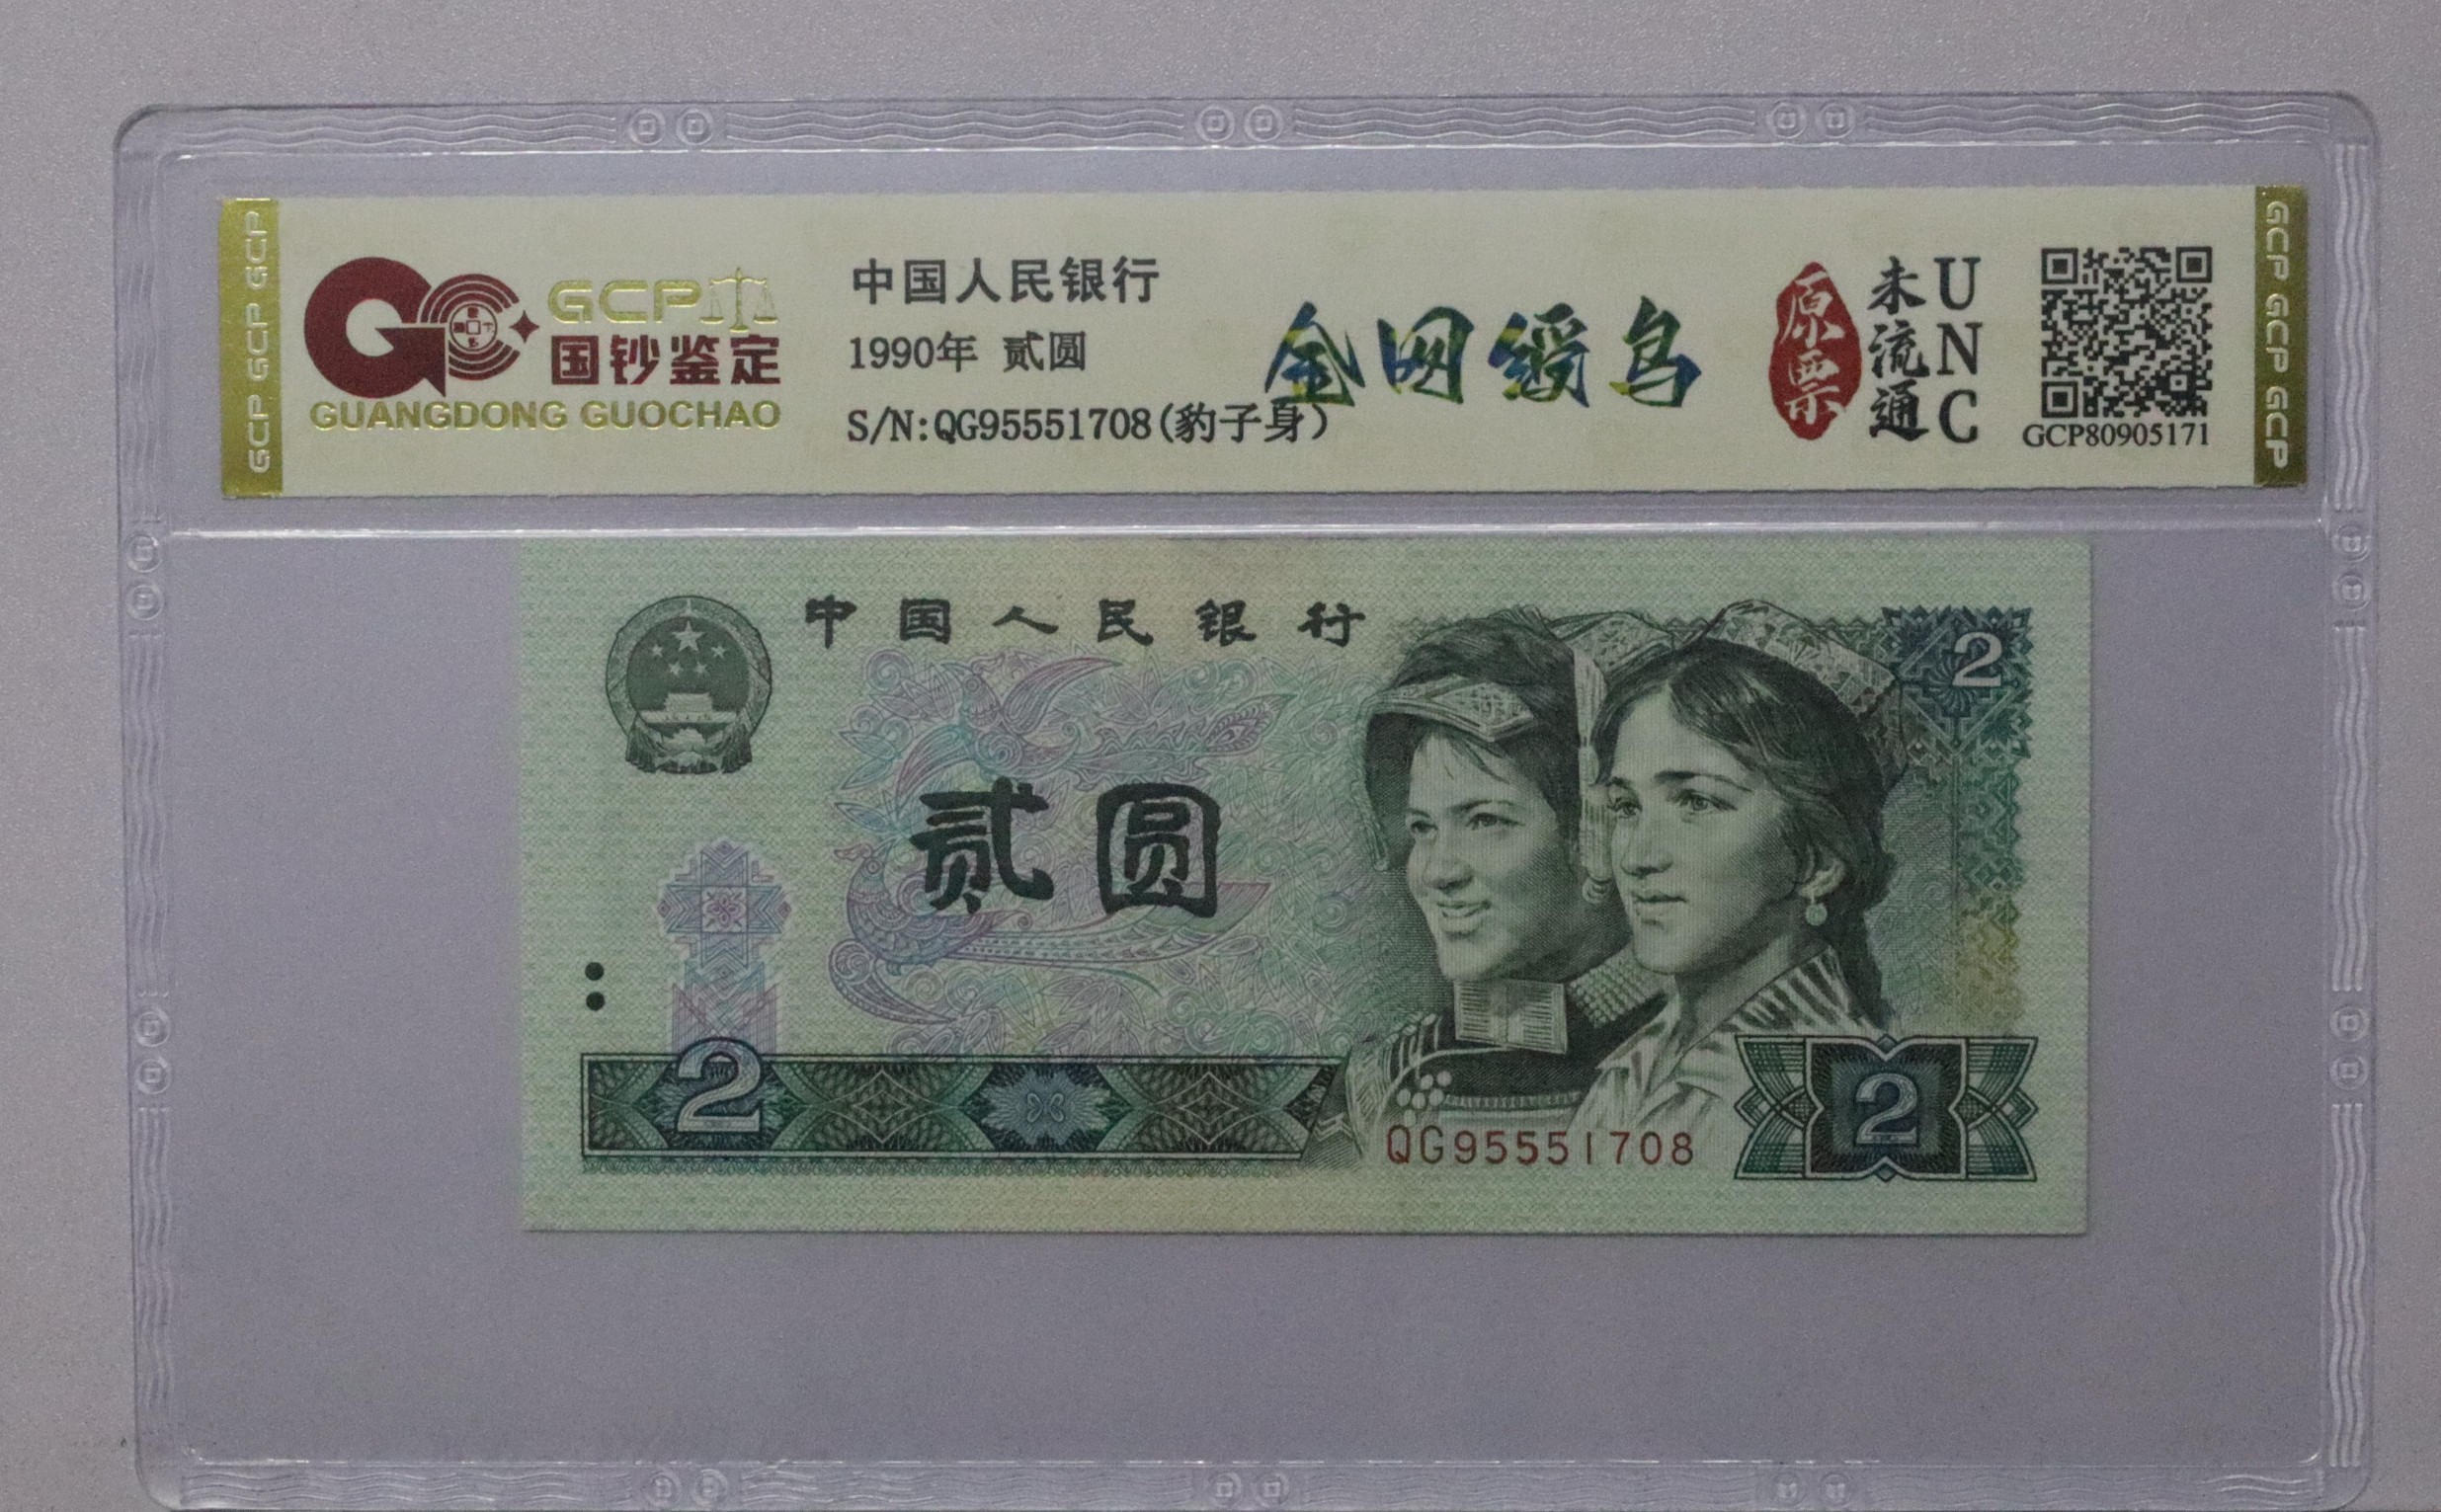 GCP GCP GCP
GCP
国钞鉴定
GUANGDONG GUOCHAO
中国人民银行
1990年 贰圆
S/N:QG95551708(豹子身)
金网绶鸟
原票
未流通
UNC
GCP80905171
GCP GCP GCP
中国人民银行
2
贰圆
2
QG95551708
2